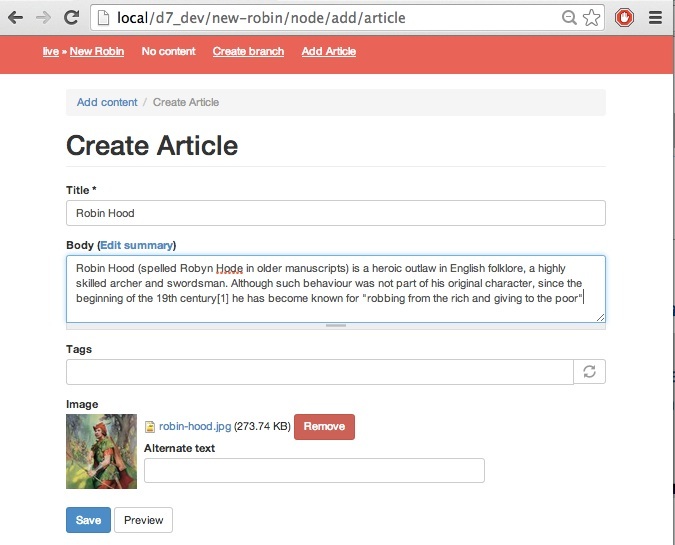 local/d7_dev/new-robin/node/add/article
live » New Robin No content Create branch Add Article
Add content / Create Article
Create Article
Title *
Robin Hood
Body (Edit summary)
Robin Hood (spelled Robyn Hode in older manuscripts) is a heroic outlaw in English folklore, a highly
skilled archer and swordsman. Although such behaviour was not part of his original character, since the
beginning of the 19th century[1] he has become known for "robbing from the rich and giving to the poor"
Tags
Image
robin-hood.jpg (273.74 KB) Remove
Alternate text
Save Preview